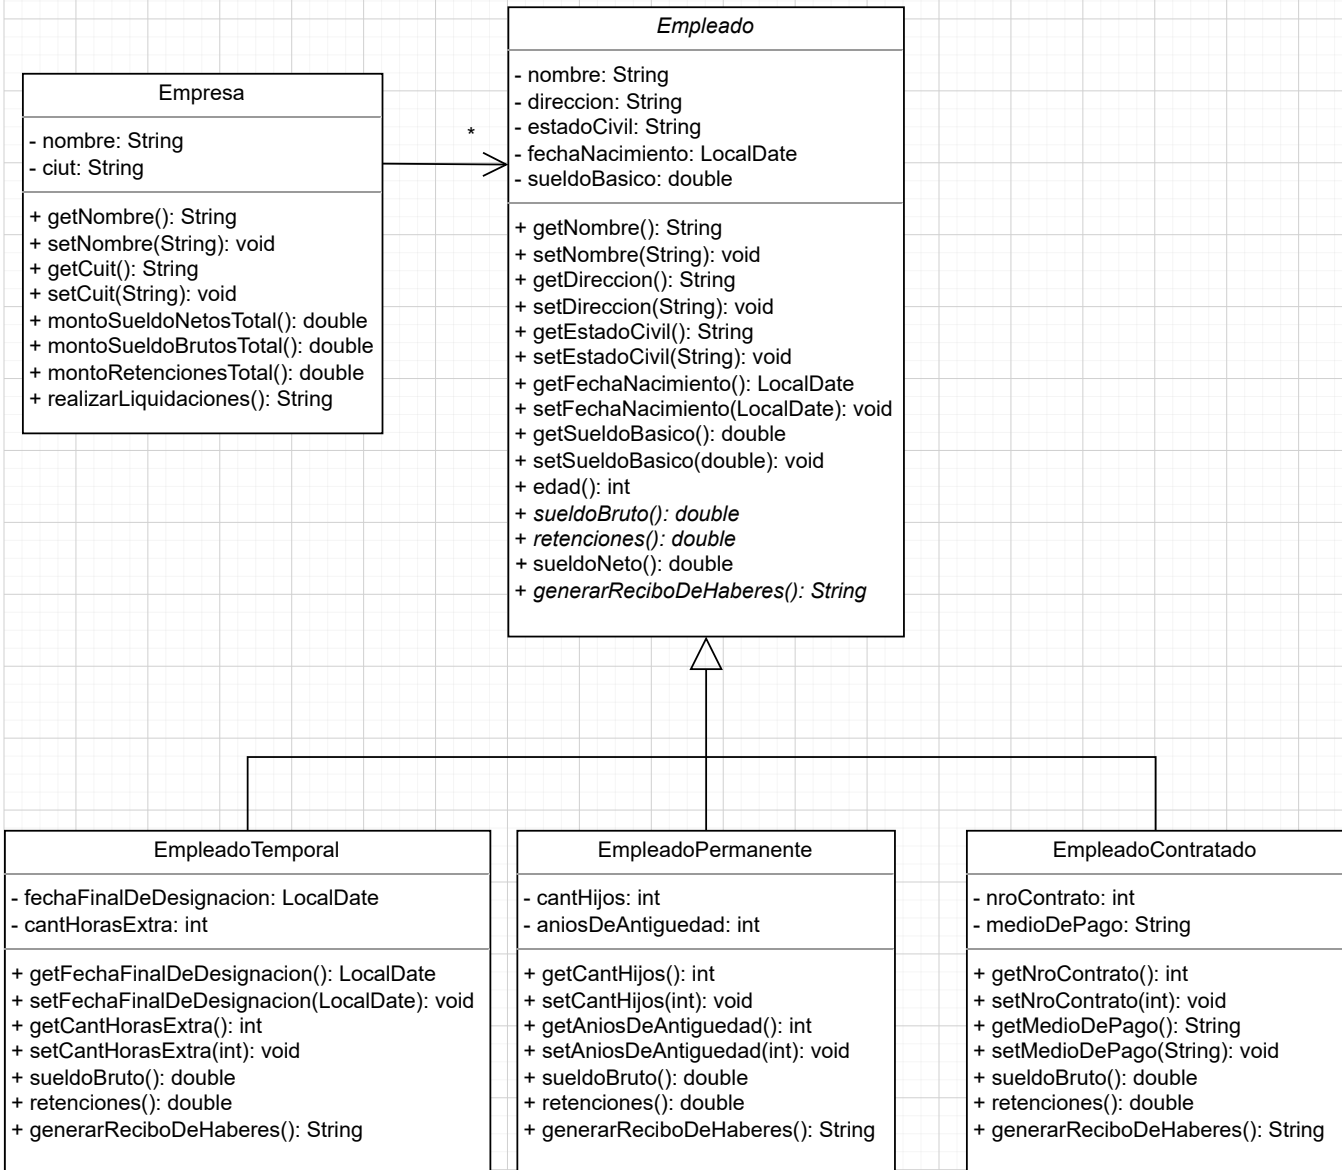 Empresa
- nombre: String
- ciut: String
+ getNombre(): String
+ setNombre(String): void
+ getCuit(): String
+ setCuit(String): void
+ montoSueldoNetosTotal(): double
+ montoSueldoBrutosTotal(): double
+ montoRetencionesTotal(): double
+ realizarLiquidaciones(): String
*
Empleado
- nombre: String
- direccion: String
- estadoCivil: String
- fechaNacimiento: LocalDate
- sueldoBasico: double
+ getNombre(): String
+ setNombre(String): void
+ getDireccion(): String
+ setDireccion(String): void
+ getEstadoCivil(): String
+ setEstadoCivil(String): void
+ getFechaNacimiento(): LocalDate
+ setFechaNacimiento(LocalDate): void
+ getSueldoBasico(): double
+ setSueldoBasico(double): void
+ edad(): int
+ sueldoBruto(): double
+ retenciones(): double
+ sueldoNeto(): double
+ generarReciboDeHaberes(): String
EmpleadoTemporal
- fechaFinalDeDesignacion: LocalDate
- cantHorasExtra: int
+ getFechaFinalDeDesignacion(): LocalDate
+ setFechaFinalDeDesignacion(LocalDate): void
+ getCantHorasExtra(): int
+ setCantHorasExtra(int): void
+ sueldoBruto(): double
+ retenciones(): double
+ generarReciboDeHaberes(): String
EmpleadoPermanente
- cantHijos: int
- aniosDeAntiguedad: int
+ getCantHijos(): int
+ setCantHijos(int): void
+ getAniosDeAntiguedad(): int
+ setAniosDeAntiguedad(int): void
+ sueldoBruto(): double
+ retenciones(): double
+ generarReciboDeHaberes(): String
EmpleadoContratado
- nroContrato: int
- medioDePago: String
+ getNroContrato(): int
+ setNroContrato(int): void
+ getMedioDePago(): String
+ setMedioDePago(String): void
+ sueldoBruto(): double
+ retenciones(): double
+ generarReciboDeHaberes(): String